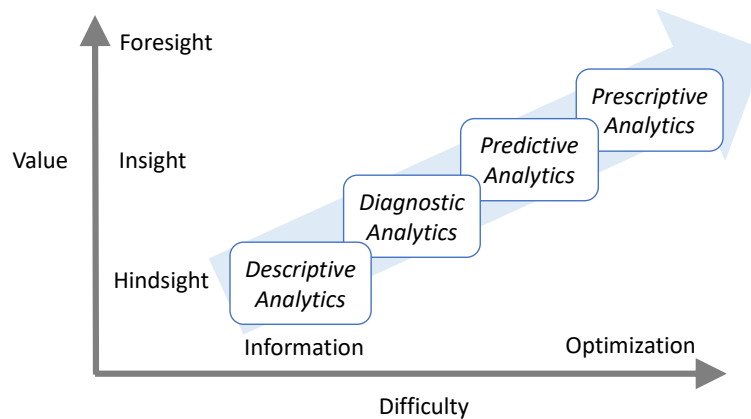 Foresight
Prescriptive
Analytics
Predictive
Analytics
Value
Insight
Diagnostic
Analytics
Hindsight
Descriptive
Analytics
Information
Optimization
Difficulty